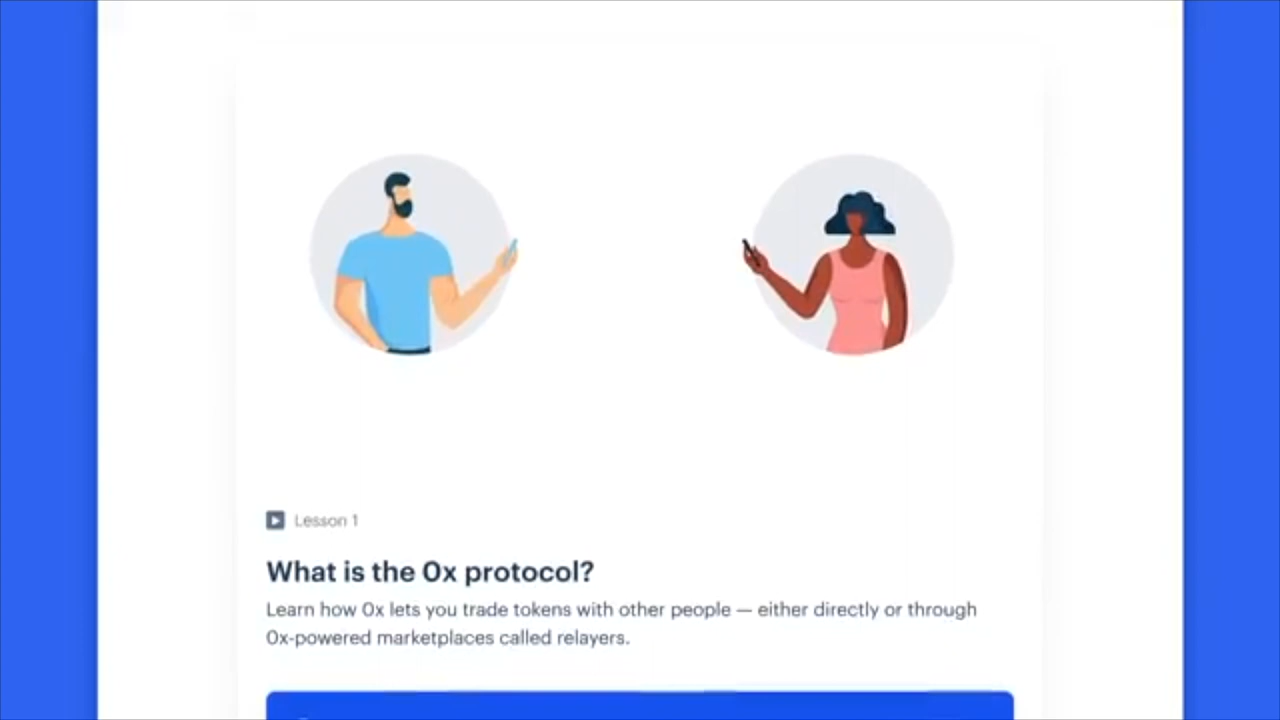 Lesson 1
What is the 0x protocol?
Learn how 0x lets you trade tokens with other people — either directly or through
0x-powered marketplaces called relayers.